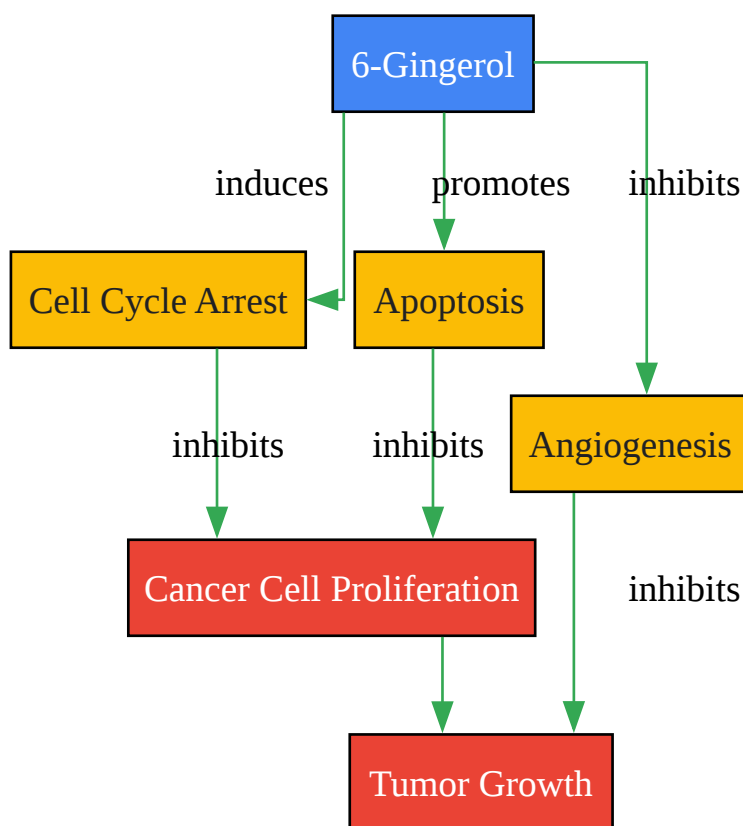 6-Gingerol
induces
promotes
inhibits
Cell Cycle Arrest
Apoptosis
inhibits
inhibits
Angiogenesis
Cancer Cell Proliferation
inhibits
Tumor Growth